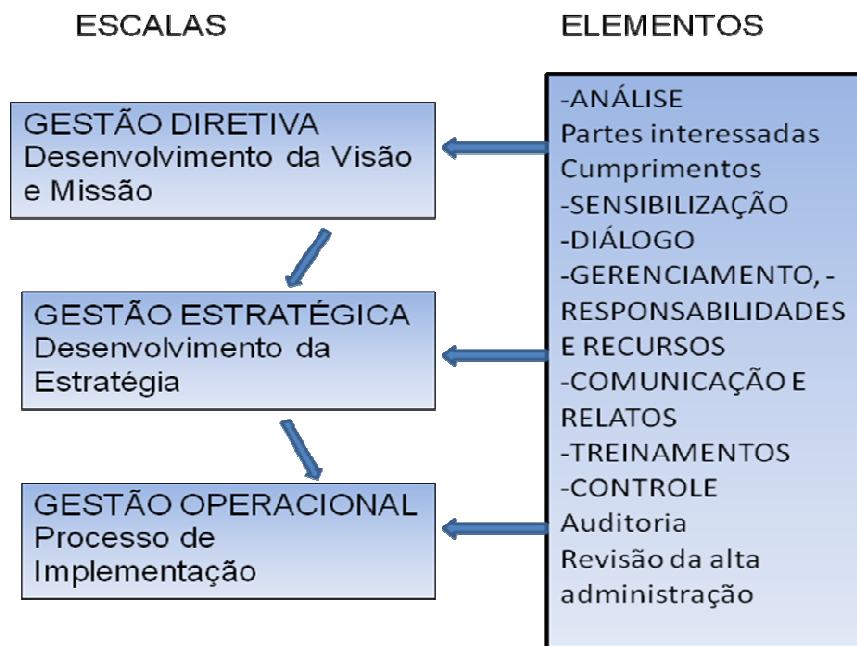 ESCALAS
ELEMENTOS
GESTÃO DIRETIVA
Desenvolvimento da Visão
e Missão
GESTÃO ESTRATÉGICA
Desenvolvimento da
Estratégia
GESTÃO OPERACIONAL
Processo de
Implementação
-ANÁLISE
Partes interessadas
Cumprimentos
-SENSIBILIZAÇÃO
-DIÁLOGO
-GERENCIAMENTO, -
RESPONSABILIDADES
E RECURSOS
-COMUNICAÇÃO E
RELATOS
-TREINAMENTOS
-CONTROLE
Auditoria
Revisão da alta
administração